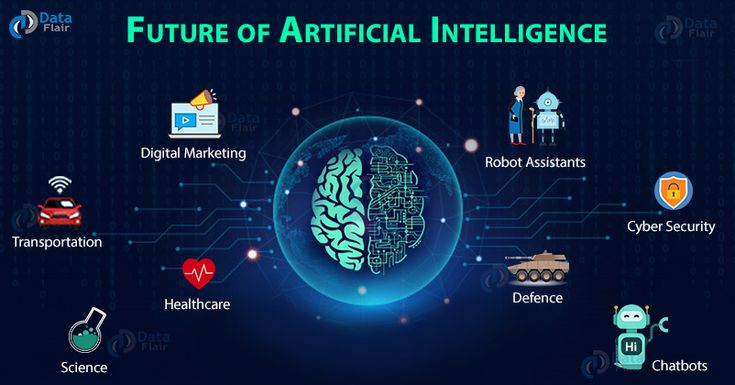 Data
Flair
FUTURE OF ARTIFICIAL INTELLIGENCE
Data
Flair
Data
Flair
Digital Marketing
Robot Assistants
Transportation
Cyber Security
Healthcare
Defence
Hi
Data
Flair
Science
Chatbots